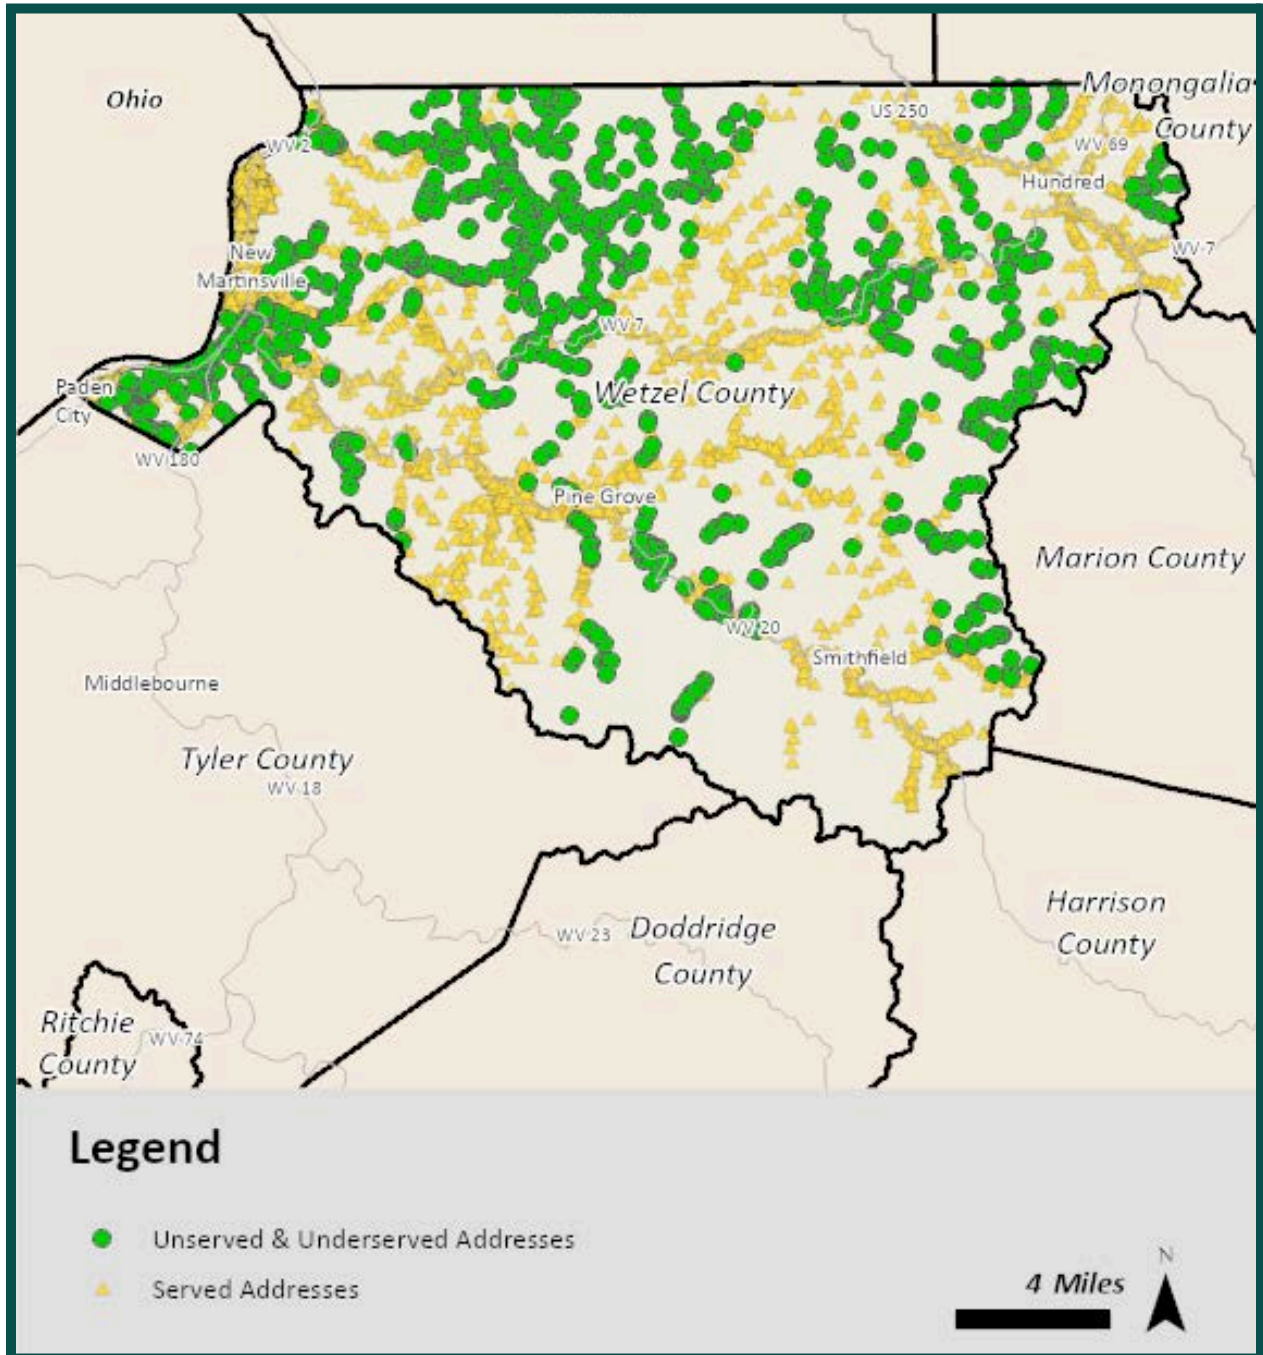 Ohio
Monongalia
County
US 250
WV 2
WV 69
Hundred
New
Martinsville
WV 7
WV 7
Paden
City
Wetzel County
WV 180
Pine Grove
Marion County
WV 20
Smithfield
Middlebourne
Tyler County
WV 18
Harrison
County
WV 23
Doddridge
County
Ritchie
County
WV 74
Legend
Unserved & Underserved Addresses
Served Addresses
4 Miles
N